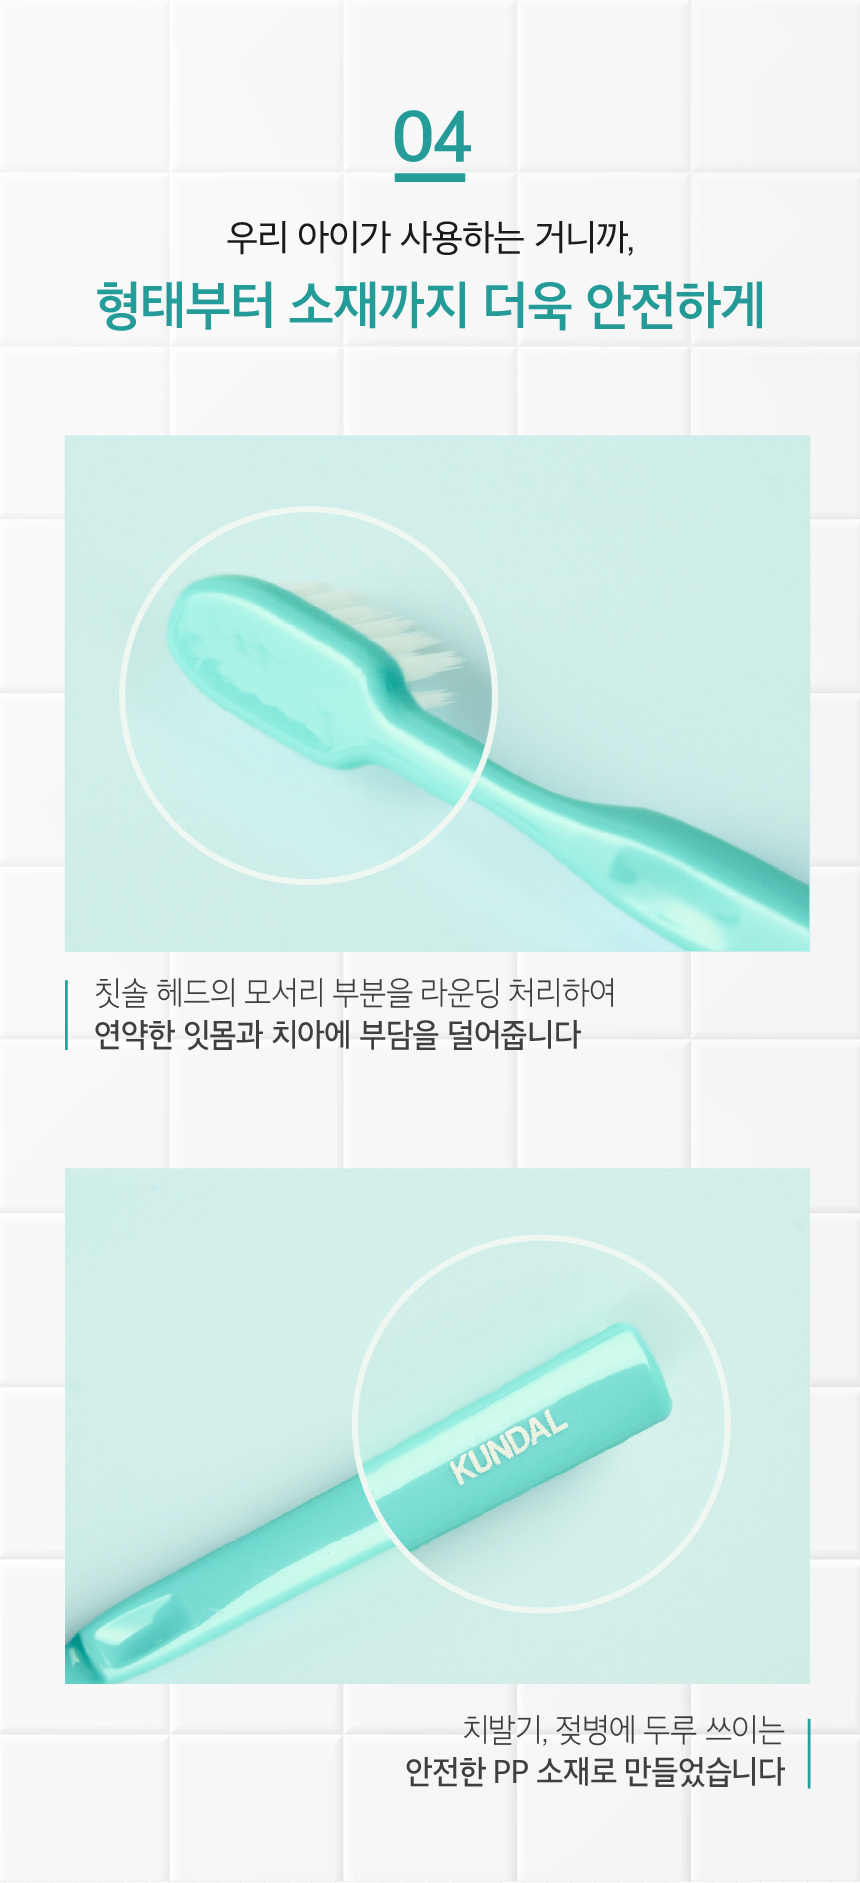 04
우리 아이가 사용하는 거니까,
형태부터 소재까지 더욱 안전하게
칫솔 헤드의 모서리 부분을 라운딩 처리하여
연약한 잇몸과 치아에 부담을 덜어줍니다
KUNDAL
치발기, 젖병에 두루 쓰이는
안전한 PP 소재로 만들었습니다